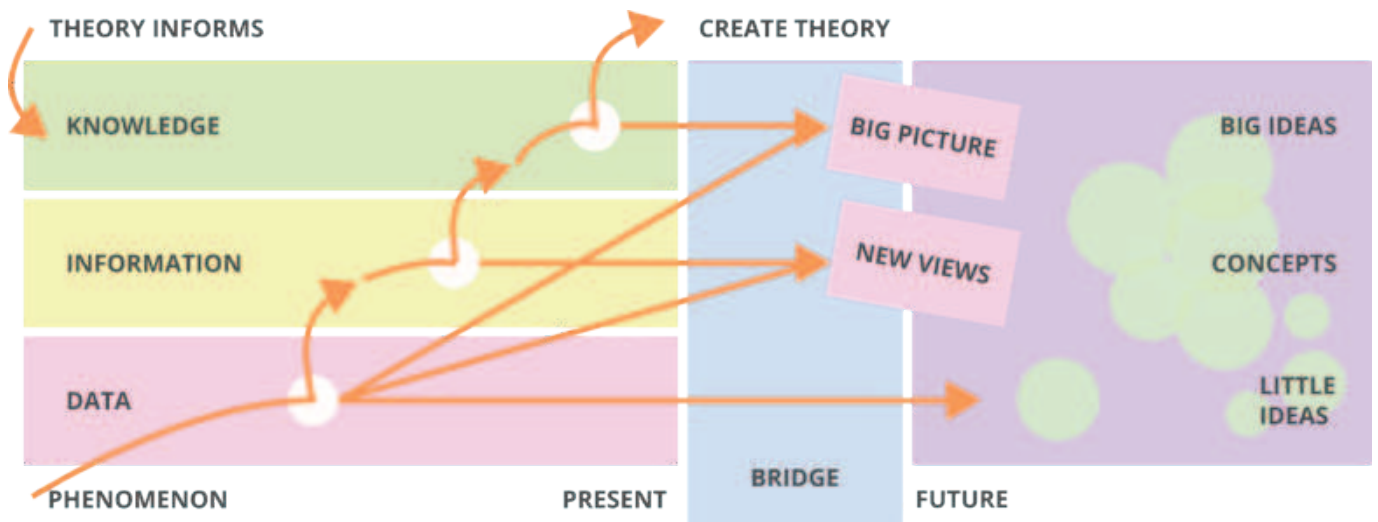 THEORY INFORMS
CREATE THEORY
KNOWLEDGE
BIG PICTURE
BIG IDEAS
INFORMATION
NEW VIEWS
CONCEPTS
DATA
LITTLE
IDEAS
BRIDGE
PHENOMENON
PRESENT
FUTURE